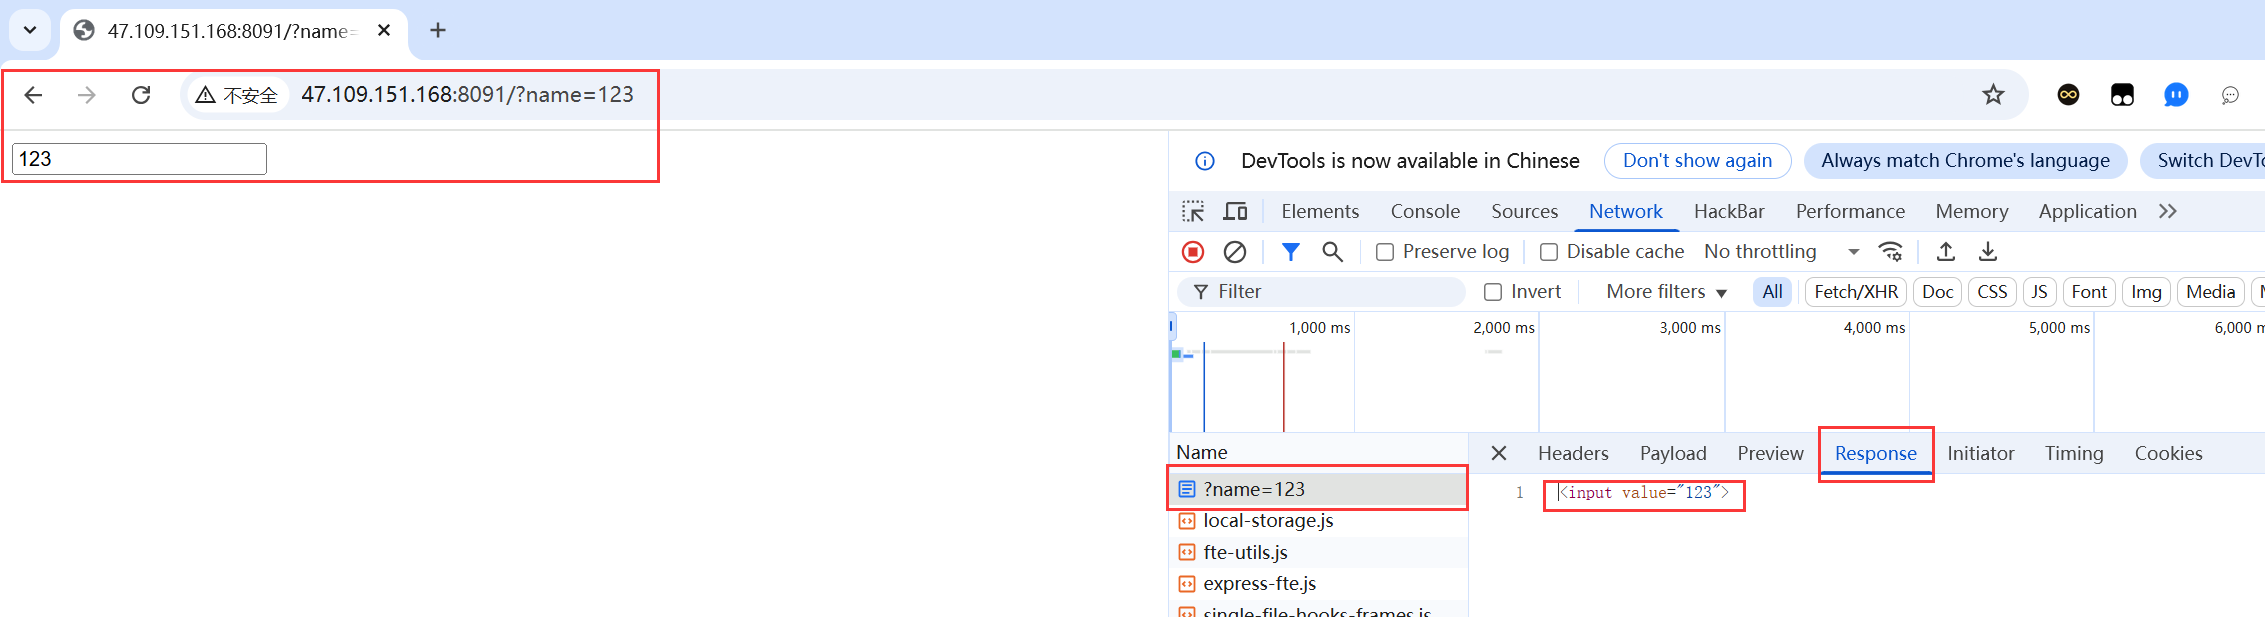 47.109.151.168:8091/?name=
不安全 47.109.151.168:8091/?name=123
123
DevTools is now available in Chinese Don't show again Always match Chrome's language Switch DevTo
Elements Console Sources Network HackBar Performance Memory Application
Preserve log Disable cache No throttling
Filter Invert More filters All Fetch/XHR Doc CSS JS Font Img Media
1,000 ms 2,000 ms 3,000 ms 4,000 ms 5,000 ms 6,000 m
Name Headers Payload Preview Response Initiator Timing Cookies
?name=123
1 <input value="123">
local-storage.js
fte-utils.js
express-fte.js
single-file-hooks-frames.js